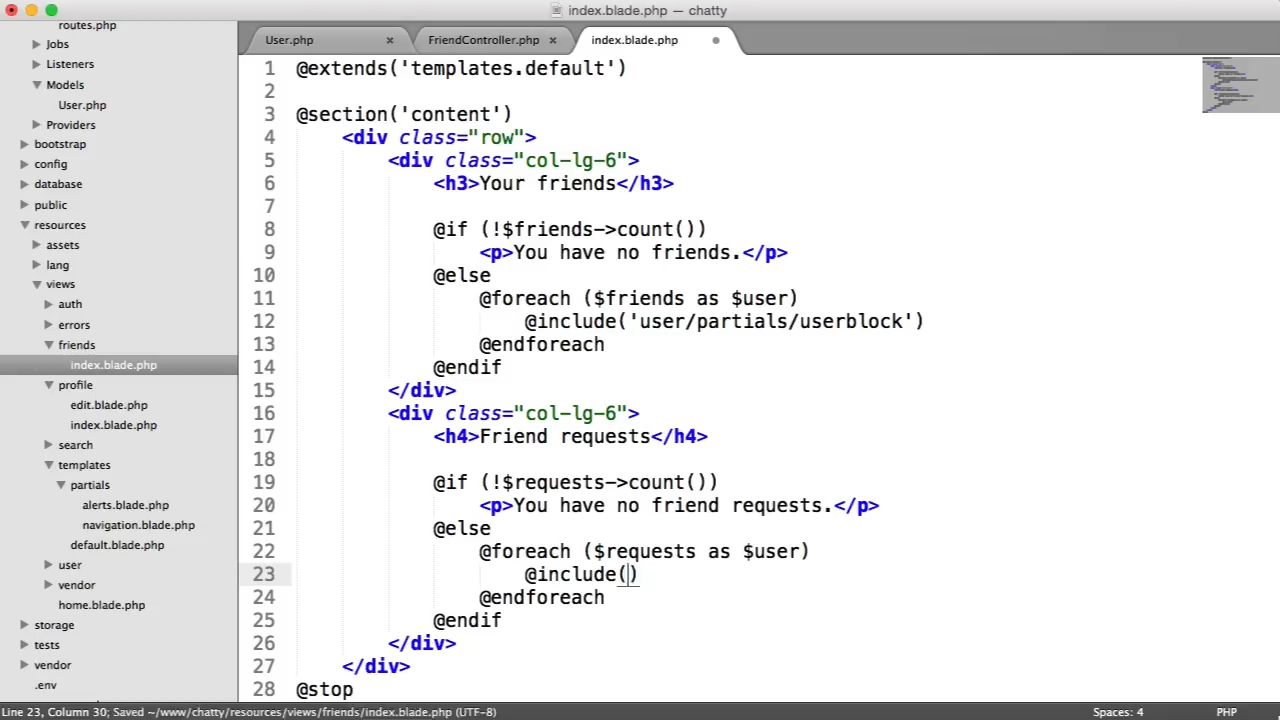 index.blade.php — chatty
routes.php
Jobs
Listeners
Models
User.php
Providers
bootstrap
config
database
public
resources
assets
lang
views
auth
errors
friends
index.blade.php
profile
edit.blade.php
index.blade.php
search
templates
partials
alerts.blade.php
navigation.blade.php
default.blade.php
user
vendor
home.blade.php
storage
tests
vendor
.env
User.php × FriendController.php × index.blade.php
1 @extends('templates.default')
2
3 @section('content')
4 <div class="row">
5 <div class="col-lg-6">
6 <h3>Your friends</h3>
7
8 @if (!$friends->count())
9 <p>You have no friends.</p>
10 @else
11 @foreach ($friends as $user)
12 @include('user/partials/userblock')
13 @endforeach
14 @endif
15 </div>
16 <div class="col-lg-6">
17 <h4>Friend requests</h4>
18
19 @if (!$requests->count())
20 <p>You have no friend requests.</p>
21 @else
22 @foreach ($requests as $user)
23 @include()
24 @endforeach
25 @endif
26 </div>
27 </div>
28 @stop
Line 23, Column 30; Saved ~/www/chatty/resources/views/friends/index.blade.php (UTF-8) Spaces: 4 PHP